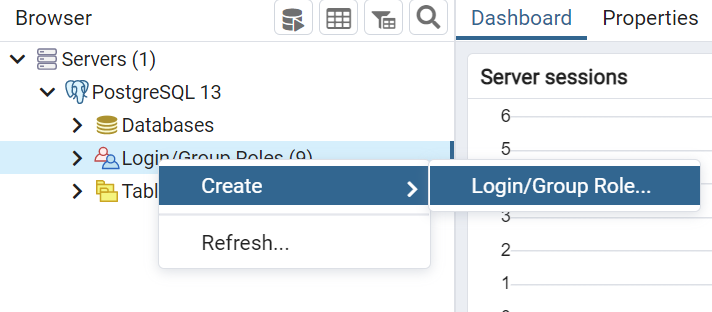 Browser
Dashboard Properties
Servers (1)
PostgreSQL 13
Databases
Login/Group Roles (9)
Create
Refresh...
Login/Group Role...
Server sessions
6
5
3
2
1